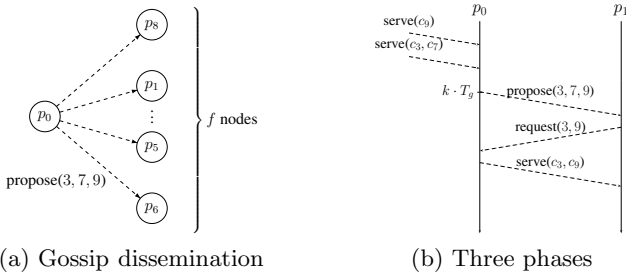 p₈
p₁
p₀
⋮
f nodes
p₅
propose(3, 7, 9)
p₆
(a) Gossip dissemination
p₀
p₁
serve(c₉)
serve(c₃, c₇)
k · T_g
propose(3, 7, 9)
request(3, 9)
serve(c₃, c₉)
(b) Three phases